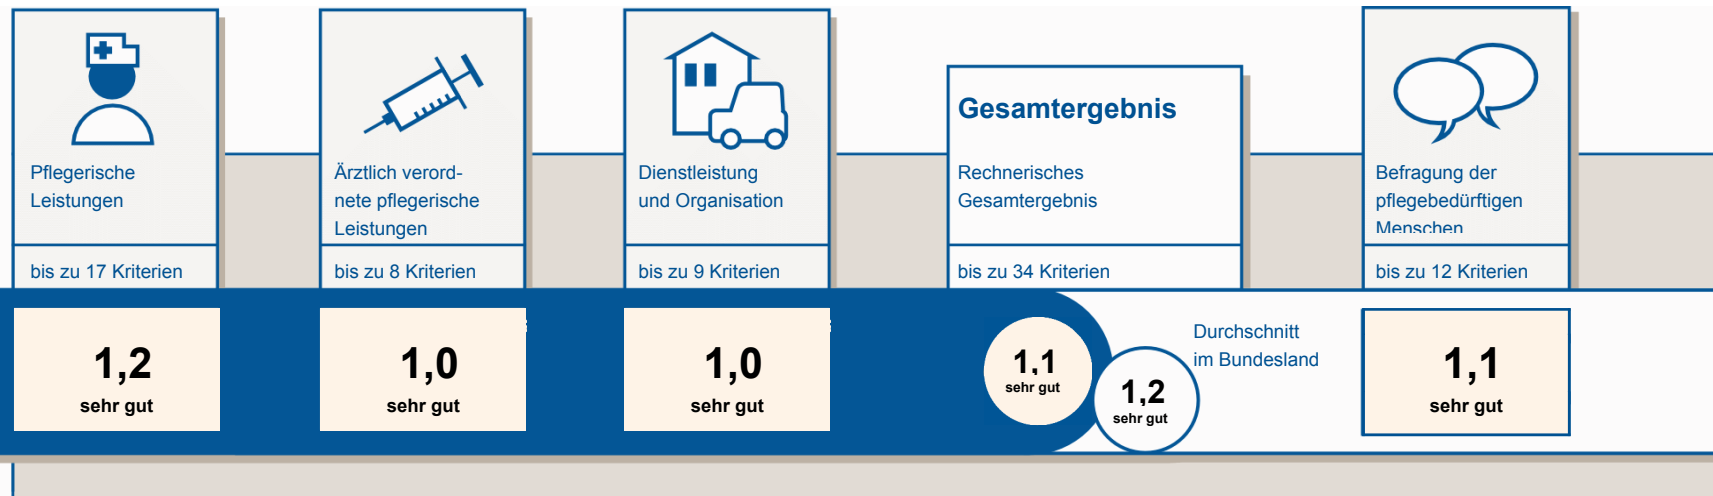 Pflegerische
Leistungen
bis zu 17 Kriterien
1,2
sehr gut
Ärztlich verord-
nete pflegerische
Leistungen
bis zu 8 Kriterien
1,0
sehr gut
Dienstleistung
und Organisation
bis zu 9 Kriterien
1,0
sehr gut
Gesamtergebnis
Rechnerisches
Gesamtergebnis
bis zu 34 Kriterien
1,1
sehr gut
1,2
sehr gut
Durchschnitt
im Bundesland
Befragung der
pflegebedürftigen
Menschen
bis zu 12 Kriterien
1,1
sehr gut